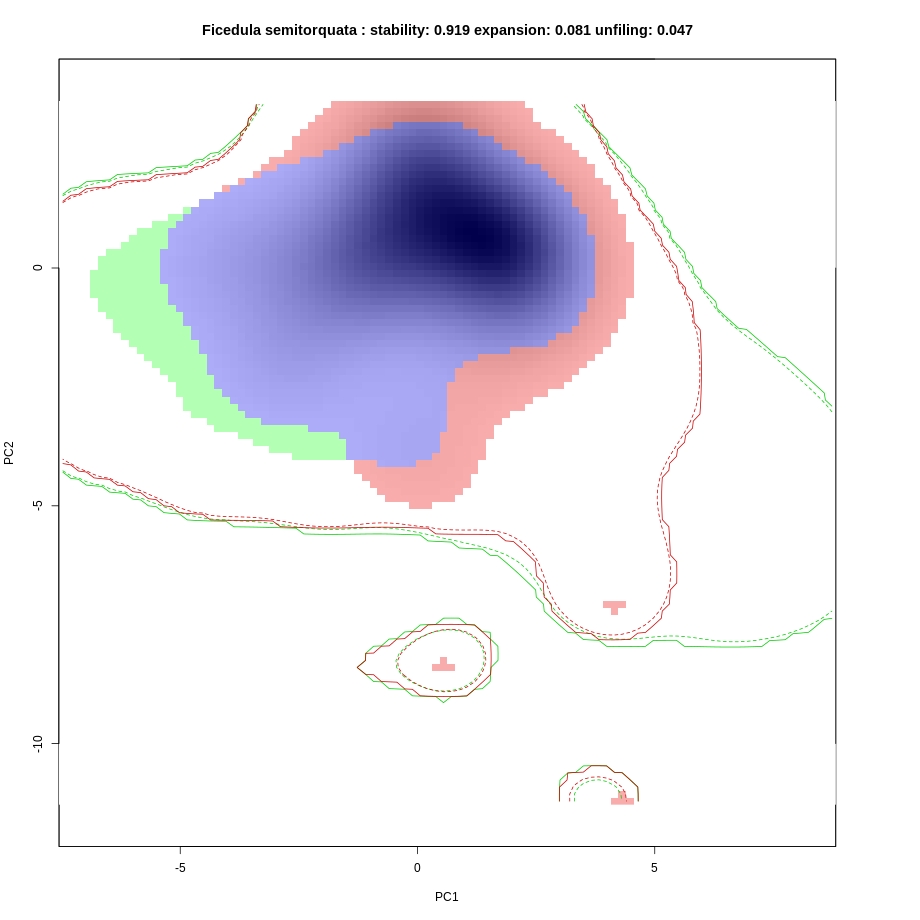 Ficedula semitorquata : stability: 0.919 expansion: 0.081 unfiling: 0.047
0
PC2
-5
-10
-5 0 5
PC1